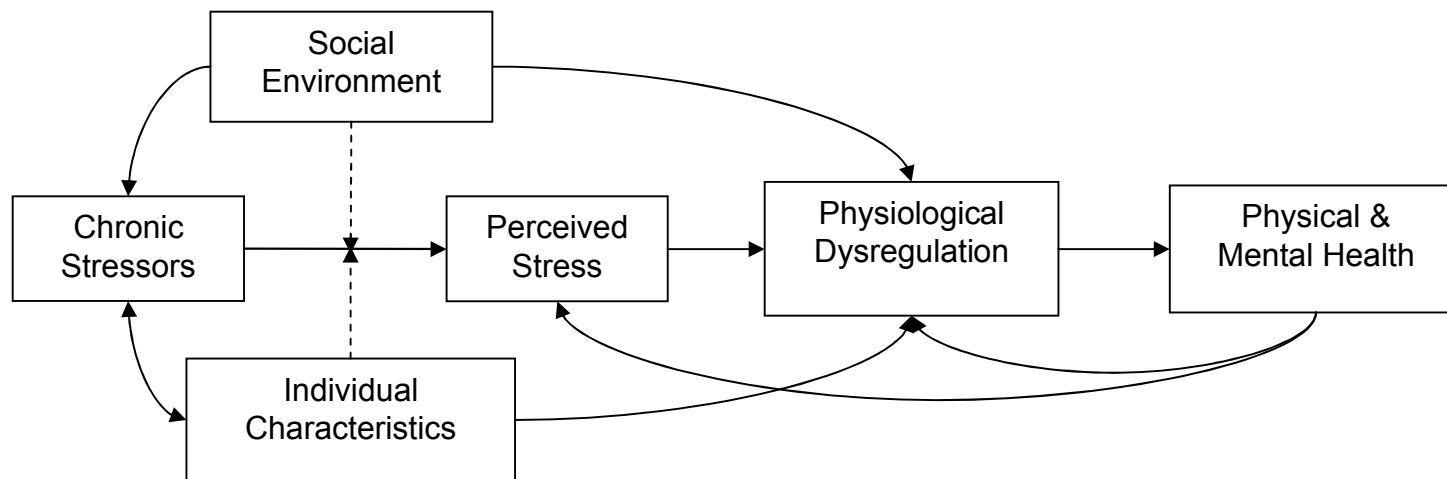 Social
Environment
Chronic
Stressors
Perceived
Stress
Physiological
Dysregulation
Physical &
Mental Health
Individual
Characteristics